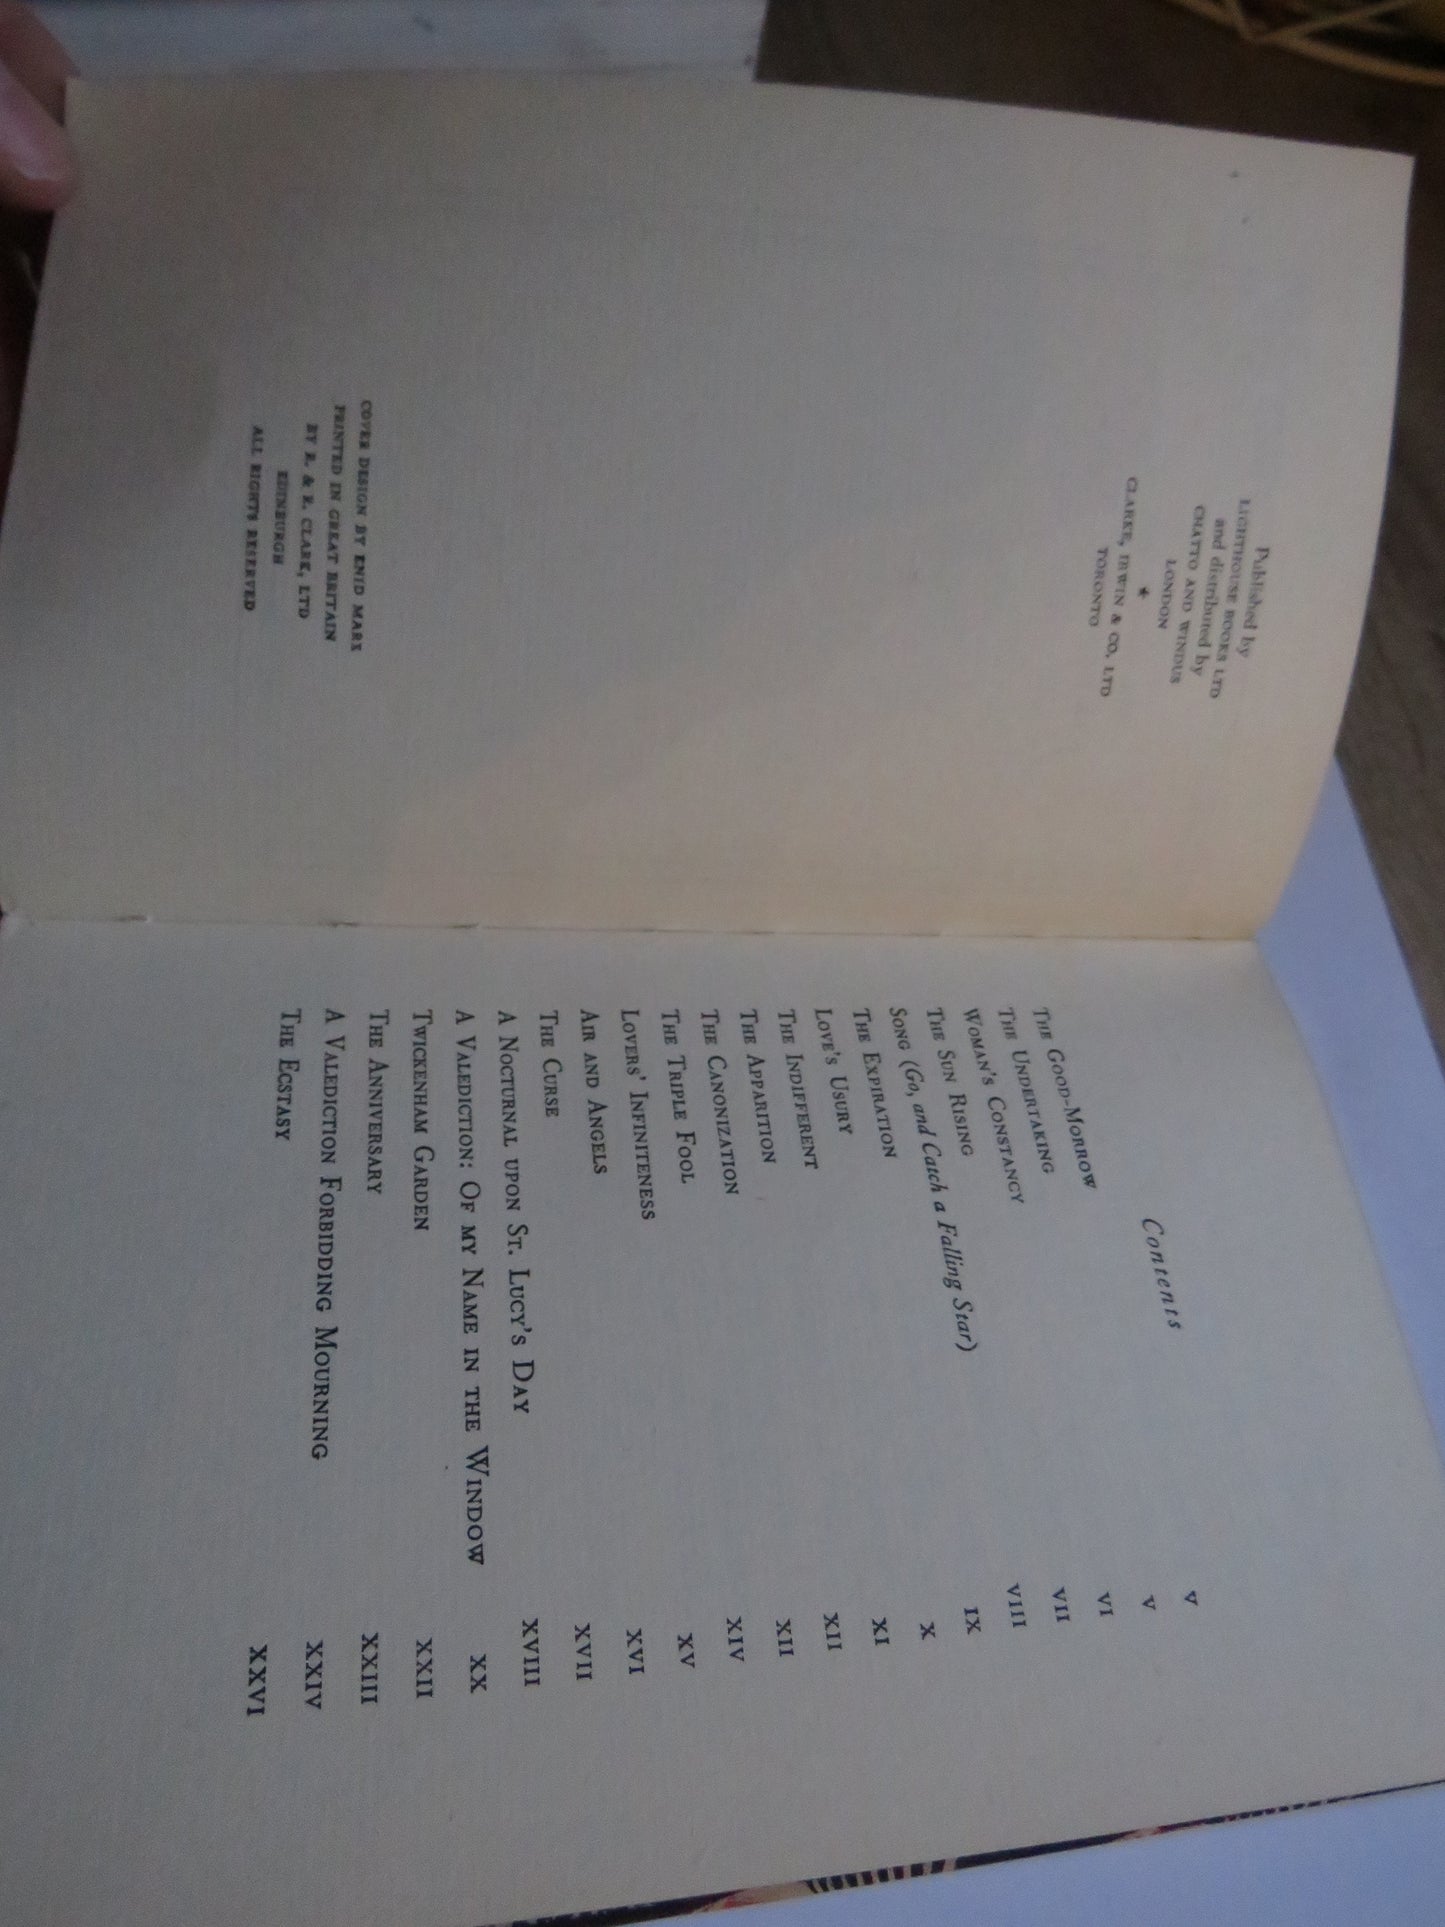 Published by
LIGHTHOUSE BOOKS LTD
and distributed by
CHATTO AND WINDUS
LONDON
★
CLARKE, IRWIN & CO. LTD
TORONTO
COVER DESIGN BY ENID MARX
PRINTED IN GREAT BRITAIN
BY R. & R. CLARK, LTD
EDINBURGH
ALL RIGHTS RESERVED
Contents
THE GOOD-MORROW V
THE UNDERTAKING V
WOMAN'S CONSTANCY VI
THE SUN RISING VII
SONG (Go, and Catch a Falling Star) VIII
THE EXPIRATION IX
LOVE'S USURY X
THE INDIFFERENT XI
THE APPARITION XII
THE CANONIZATION XII
THE TRIPLE FOOL XIV
LOVERS' INFINITENESS XV
AIR AND ANGELS XVI
THE CURSE XVII
A NOCTURNAL UPON ST. LUCY'S DAY XVIII
A VALEDICTION: OF MY NAME IN THE WINDOW XX
TWICKENHAM GARDEN XXII
THE ANNIVERSARY XXIII
A VALEDICTION FORBIDDING MOURNING XXIV
THE ECSTASY XXVI